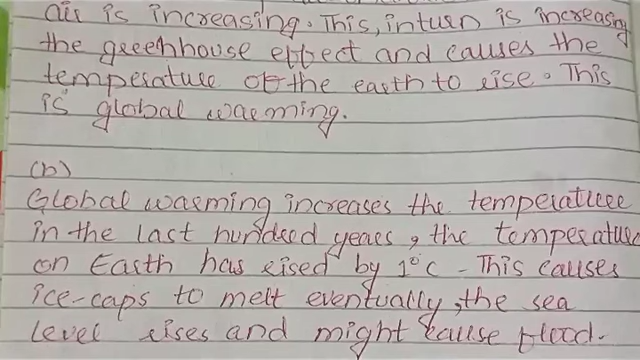 air is increasing. This, inturn is increasing
the greenhouse effect and causes the
temperature of the earth to rise. This
is global warming.
(b)
Global warming increases the temperature
in the last hundred years, the temperature
on Earth has rised by 1°C - This causes
ice-caps to melt eventually, the sea
level rises and might cause flood.